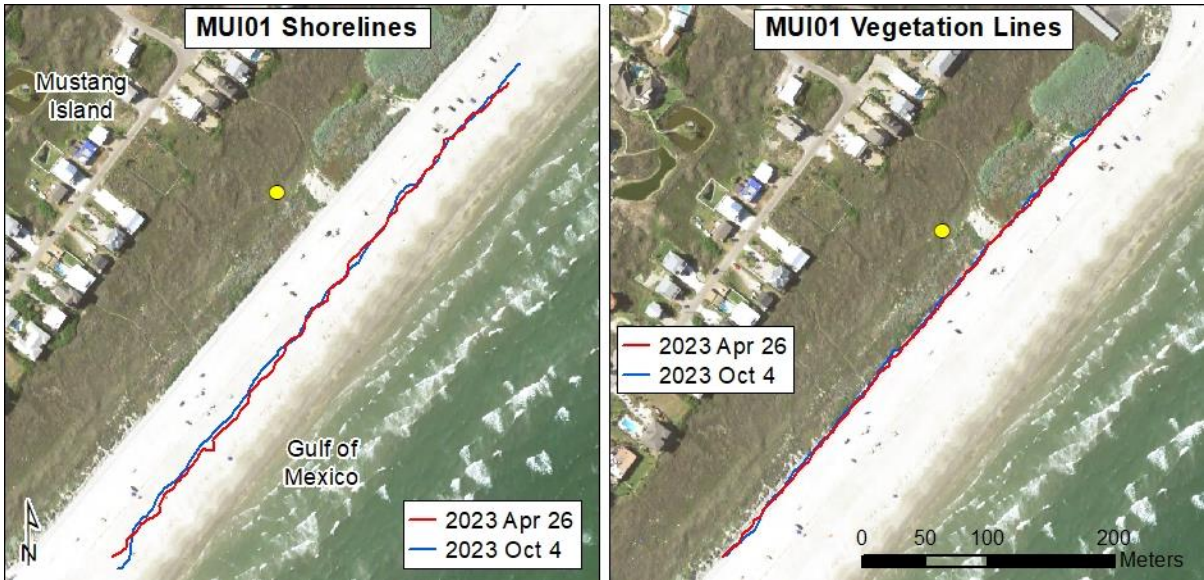 MUI01 Shorelines
Mustang
Island
Gulf of
Mexico
N
2023 Apr 26
2023 Oct 4
MUI01 Vegetation Lines
2023 Apr 26
2023 Oct 4
0 50 100 200
Meters